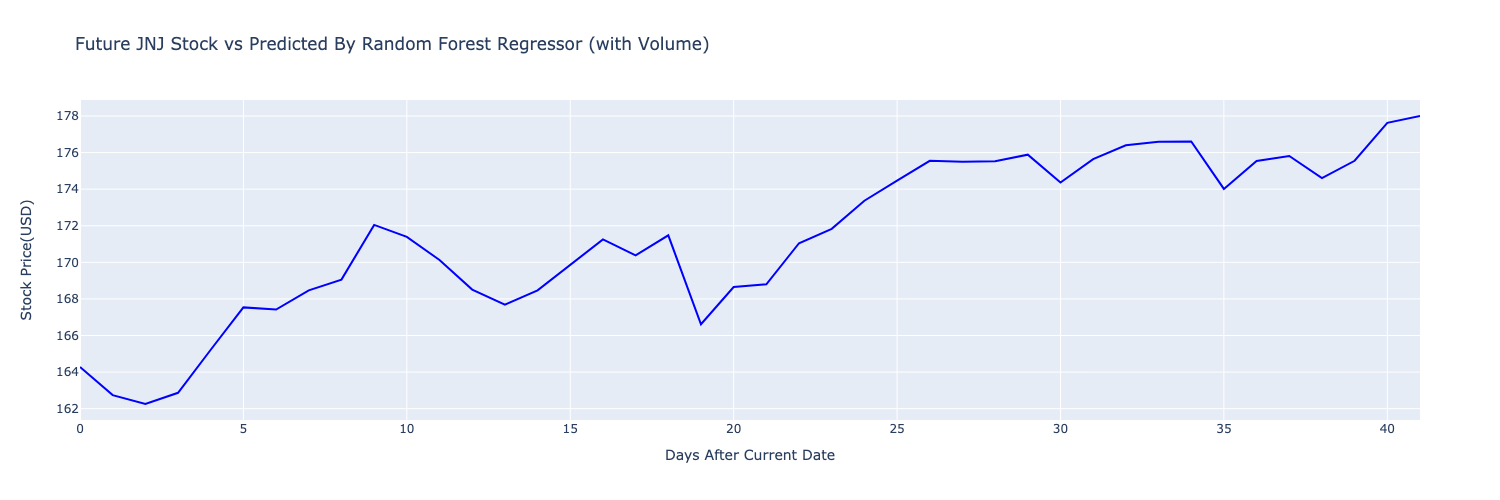 Future JNJ Stock vs Predicted By Random Forest Regressor (with Volume)
178
176
174
172
170
168
166
164
162
Stock Price(USD)
0 5 10 15 20 25 30 35 40
Days After Current Date